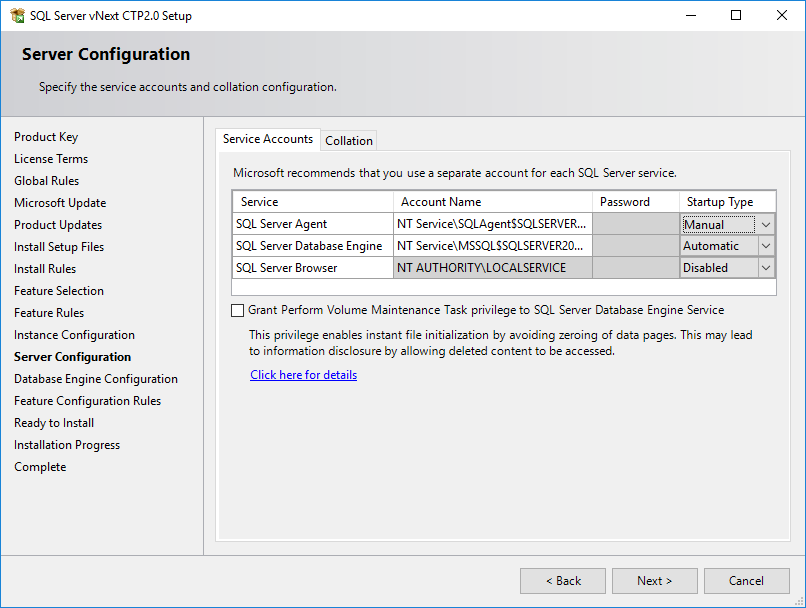 SQL Server vNext CTP2.0 Setup
Server Configuration
Specify the service accounts and collation configuration.
Product Key
License Terms
Global Rules
Microsoft Update
Product Updates
Install Setup Files
Install Rules
Feature Selection
Feature Rules
Instance Configuration
Server Configuration
Database Engine Configuration
Feature Configuration Rules
Ready to Install
Installation Progress
Complete
Service Accounts Collation
Microsoft recommends that you use a separate account for each SQL Server service.
Service Account Name Password Startup Type
SQL Server Agent NT Service\SQLAgent$SQLSERVER... Manual
SQL Server Database Engine NT Service\MSSQL$SQLSERVER20... Automatic
SQL Server Browser NT AUTHORITY\LOCALSERVICE Disabled
Grant Perform Volume Maintenance Task privilege to SQL Server Database Engine Service
This privilege enables instant file initialization by avoiding zeroing of data pages. This may lead
to information disclosure by allowing deleted content to be accessed.
Click here for details
< Back Next > Cancel